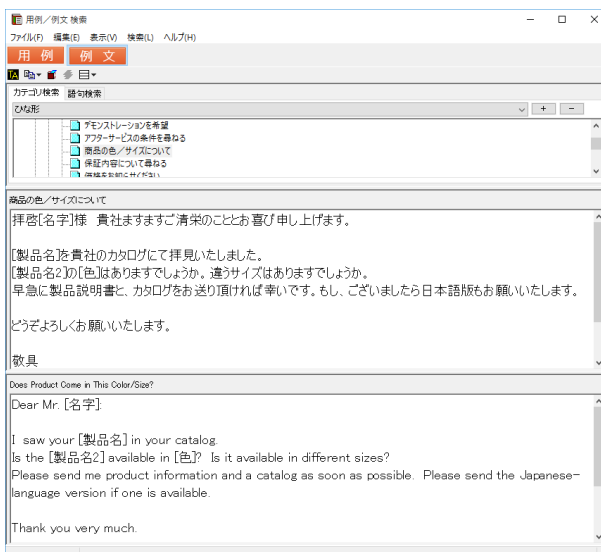 用例／例文 検索
ファイル(F) 編集(E) 表示(V) 検索(L) ヘルプ(H)
用 例 例 文
カテゴリ検索 語句検索
ひな形
デモンストレーションを希望
アフターサービスの条件を尋ねる
商品の色／サイズについて
保証内容について尋ねる
価格をお知らせください
商品の色／サイズについて
拝啓[名字]様 貴社ますますご清栄のこととお喜び申し上げます。
[製品名]を貴社のカタログにて拝見いたしました。
[製品名2]の[色]はありますでしょうか。違うサイズはありますでしょうか。
早急に製品説明書と、カタログをお送り頂ければ幸いです。もし、ございましたら日本語版もお願いいたします。
どうぞよろしくお願いいたします。
敬具
Does Product Come in This Color/Size?
Dear Mr. [名字]:
I saw your [製品名] in your catalog.
Is the [製品名2] available in [色]? Is it available in different sizes?
Please send me product information and a catalog as soon as possible. Please send the Japanese-
language version if one is available.
Thank you very much.